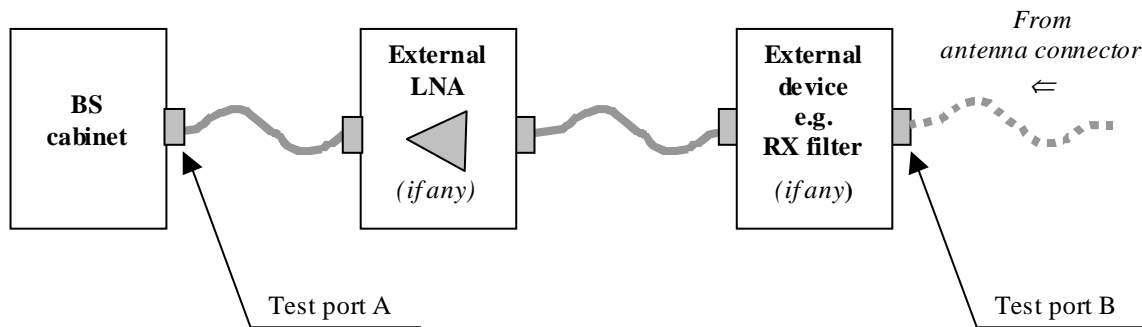 BS
cabinet
External
LNA
(if any)
External
device
e.g.
RX filter
(if any)
From
antenna connector
⇐
Test port A
Test port B